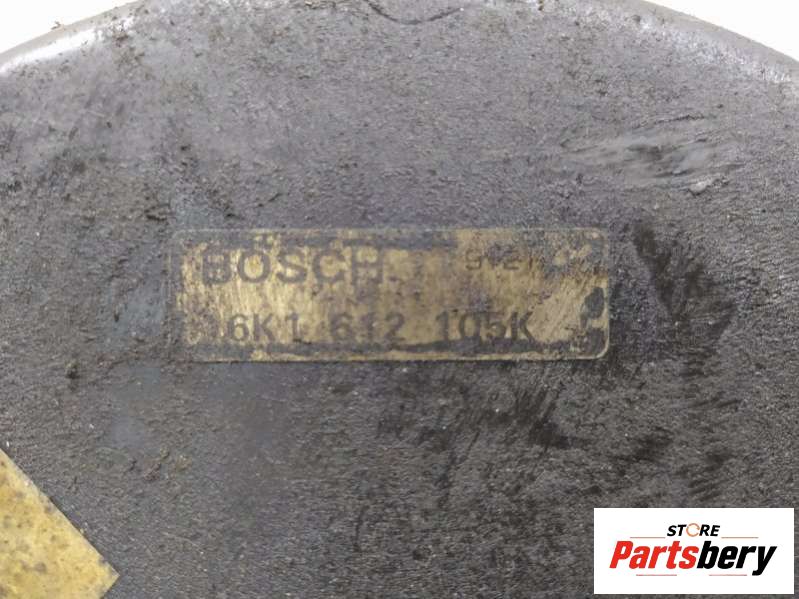 BOSCH
6K1 612 105K
STORE
Partsbery